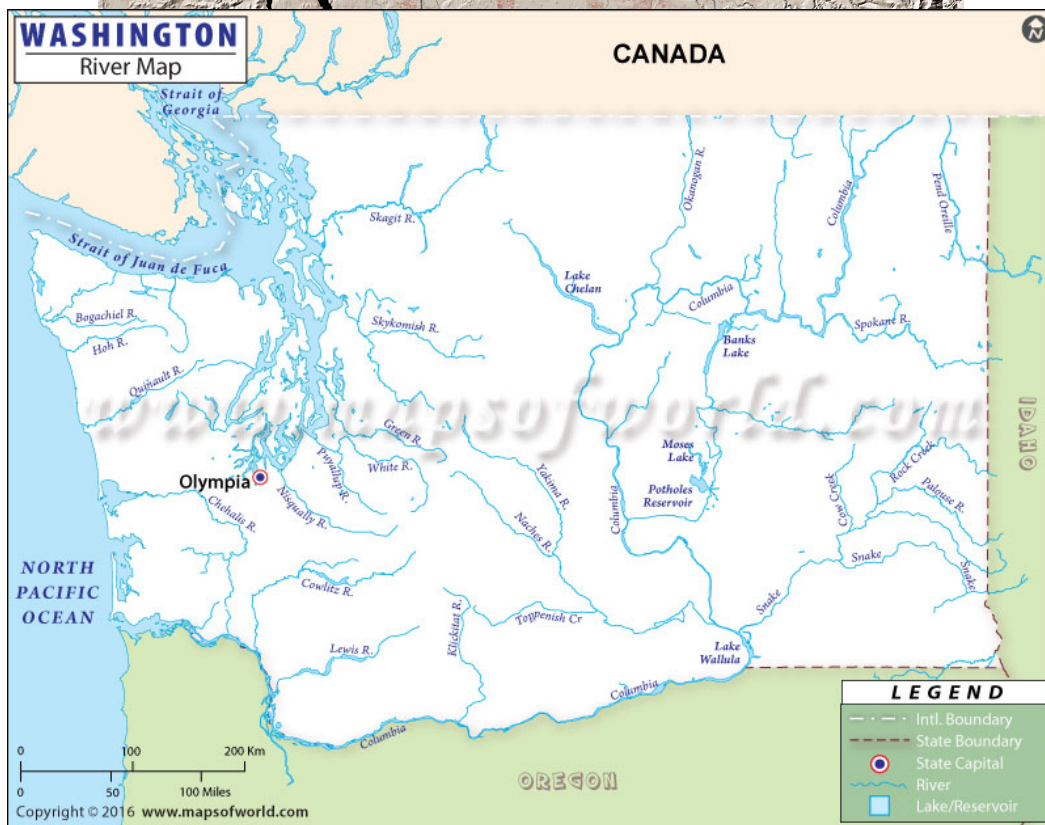 WASHINGTON
River Map
N
CANADA
Strait of
Georgia
Skagit R.
Okanogan R.
Columbia
Pend Oreille
Strait of Juan de Fuca
Lake
Chelan
Columbia
Bogachiel R.
Hoh R.
Skykomish R.
Spokane R.
Banks
Lake
Quinault R.
www.mapsofworld.com
IDAHO
Green R.
White R.
Puyallup R.
Moses
Lake
Rock Creek
Olympia
Yakima R.
Potholes
Reservoir
Cow Creek
Palouse R.
Chehalis R.
Nisqually R.
Naches R.
Columbia
Snake
Snake
NORTH
PACIFIC
OCEAN
Cowlitz R.
Klickitat R.
Toppenish Cr
Snake
Lewis R.
Lake
Wallula
Columbia
Columbia
OREGON
LEGEND
Intl. Boundary
State Boundary
State Capital
River
Lake/Reservoir
0 100 200 Km
0 50 100 Miles
Copyright © 2016 www.mapsofworld.com